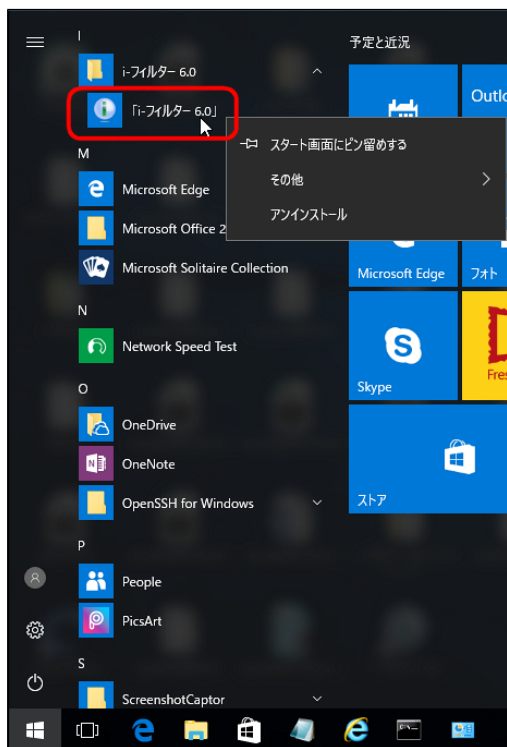 I
i-フィルター 6.0
「i-フィルター 6.0」
M
Microsoft Edge
Microsoft Office 2
Microsoft Solitaire Collection
N
Network Speed Test
O
OneDrive
OneNote
OpenSSH for Windows
P
People
PicsArt
S
ScreenshotCaptor
スタート画面にピン留めする
その他
アンインストール
予定と近況
Outlo
Microsoft Edge
フォト
Skype
Fres
ストア